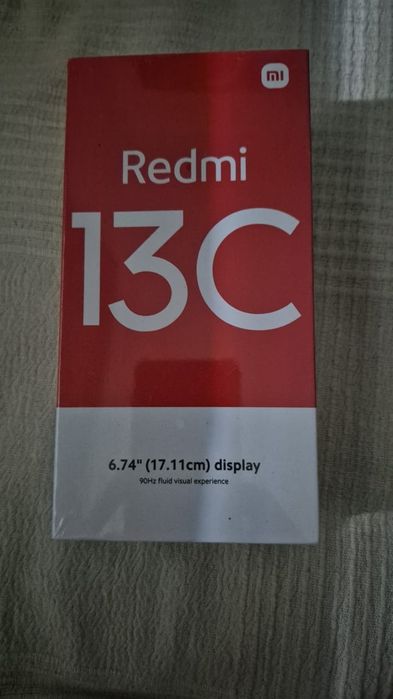 mi
Redmi
13C
6.74" (17.11cm) display
90Hz fluid visual experience